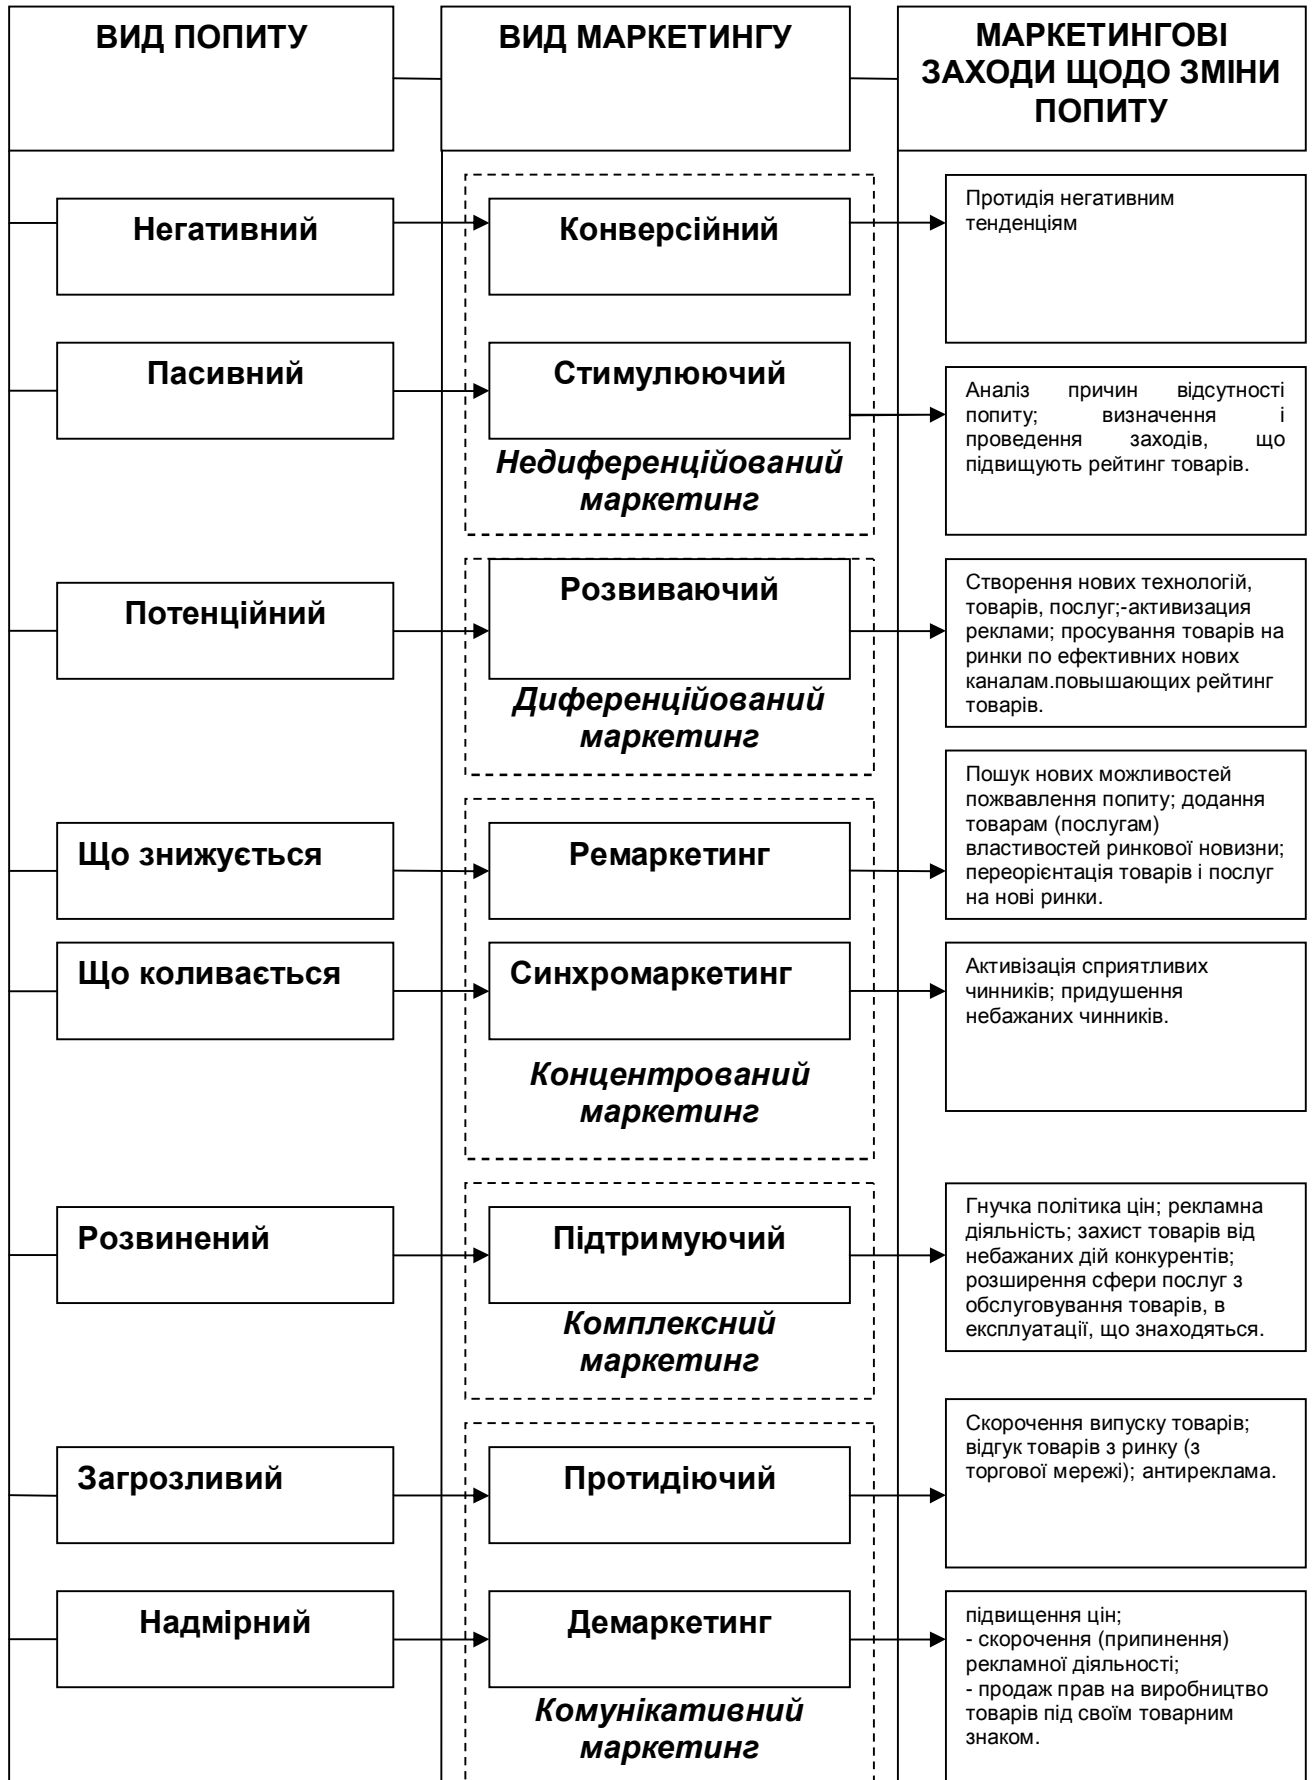 ВИД ПОПИТУ
ВИД МАРКЕТИНГУ
МАРКЕТИНГОВІ
ЗАХОДИ ЩОДО ЗМІНИ
ПОПИТУ
Негативний
Конверсійний
Протидія негативним
тенденціям
Пасивний
Стимулюючий
Аналіз причин відсутності
попиту; визначення і
проведення заходів, що
підвищують рейтинг товарів.
Недиференційований
маркетинг
Потенційний
Розвиваючий
Створення нових технологій,
товарів, послуг;-активизация
реклами; просування товарів на
ринки по ефективних нових
каналам.повышающих рейтинг
товарів.
Диференційований
маркетинг
Що знижується
Ремаркетинг
Пошук нових можливостей
пожвавлення попиту; додання
товарам (послугам)
властивостей ринкової новизни;
переорієнтація товарів і послуг
на нові ринки.
Що коливається
Синхромаркетинг
Активізація сприятливих
чинників; придушення
небажаних чинників.
Концентрований
маркетинг
Розвинений
Підтримуючий
Гнучка політика цін; рекламна
діяльність; захист товарів від
небажаних дій конкурентів;
розширення сфери послуг з
обслуговування товарів, в
експлуатації, що знаходяться.
Комплексний
маркетинг
Загрозливий
Протидіючий
Скорочення випуску товарів;
відгук товарів з ринку (з
торгової мережі); антиреклама.
Надмірний
Демаркетинг
підвищення цін;
- скорочення (припинення)
рекламної діяльності;
- продаж прав на виробництво
товарів під своїм товарним
знаком.
Комунікативний
маркетинг